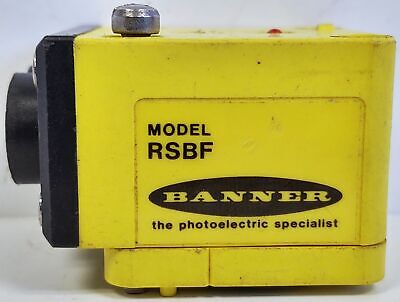 MODEL
RSBF
BANNER
the photoelectric specialist